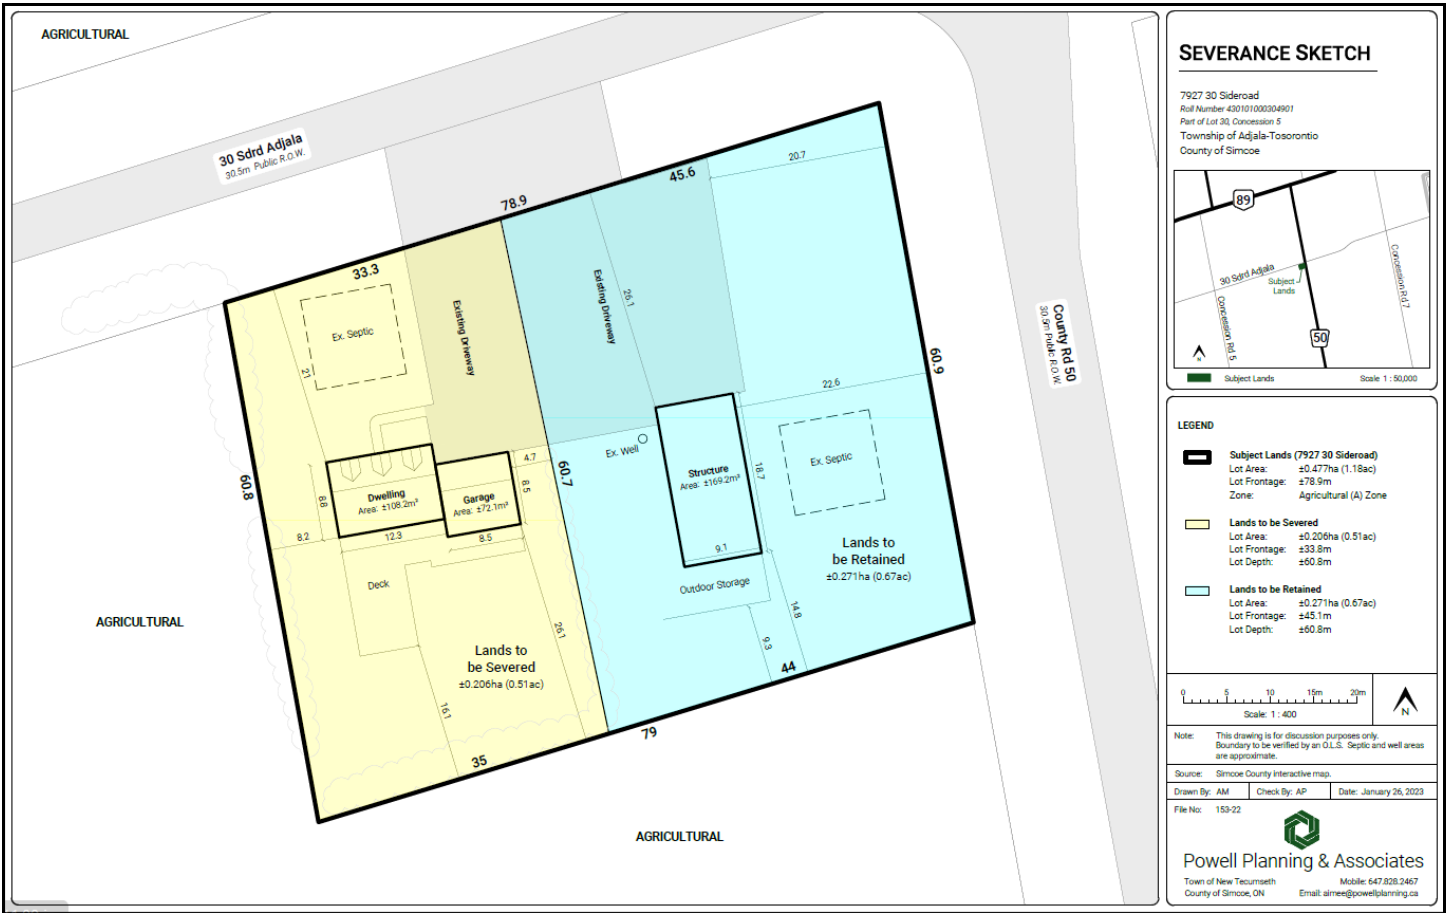 AGRICULTURAL
30 Sdrd Adjala
30.5m Public R.O.W.
78.9
45.6
20.7
33.3
Existing Driveway
Existing Driveway
26.1
Ex. Septic
21
County Rd 50
30.5m Public R.O.W.
60.9
22.6
60.8
Ex. Well
4.7
60.7
8.5
8.8
Dwelling
Area: ±108.2m²
Garage
Area: ±72.1m²
Structure
Area: ±169.2m²
18.7
Ex. Septic
8.2
12.3
8.5
9.1
Lands to
be Retained
±0.271ha (0.67ac)
Deck
Outdoor Storage
AGRICULTURAL
26.1
14.8
9.3
Lands to
be Severed
±0.206ha (0.51ac)
16.1
44
79
35
AGRICULTURAL
SEVERANCE SKETCH
7927 30 Sideroad
Roll Number 430101000304901
Part of Lot 30, Concession 5
Township of Adjala-Tosorontio
County of Simcoe
89
30 Sdrd Adjala
Subject
Lands
Concession Rd 5
Concession Rd 7
50
N
Subject Lands
Scale 1 : 50,000
LEGEND
Subject Lands (7927 30 Sideroad)
Lot Area: ±0.477ha (1.18ac)
Lot Frontage: ±78.9m
Zone: Agricultural (A) Zone
Lands to be Severed
Lot Area: ±0.206ha (0.51ac)
Lot Frontage: ±33.8m
Lot Depth: ±60.8m
Lands to be Retained
Lot Area: ±0.271ha (0.67ac)
Lot Frontage: ±45.1m
Lot Depth: ±60.8m
0 5 10 15m 20m
Scale: 1 : 400
N
Note: This drawing is for discussion purposes only.
Boundary to be verified by an O.L.S. Septic and well areas
are approximate.
Source: Simcoe County interactive map.
Drawn By: AM Check By: AP Date: January 26, 2023
File No: 153-22
Powell Planning & Associates
Town of New Tecumseth Mobile: 647.828.2467
County of Simcoe, ON Email: aimee@powellplanning.ca